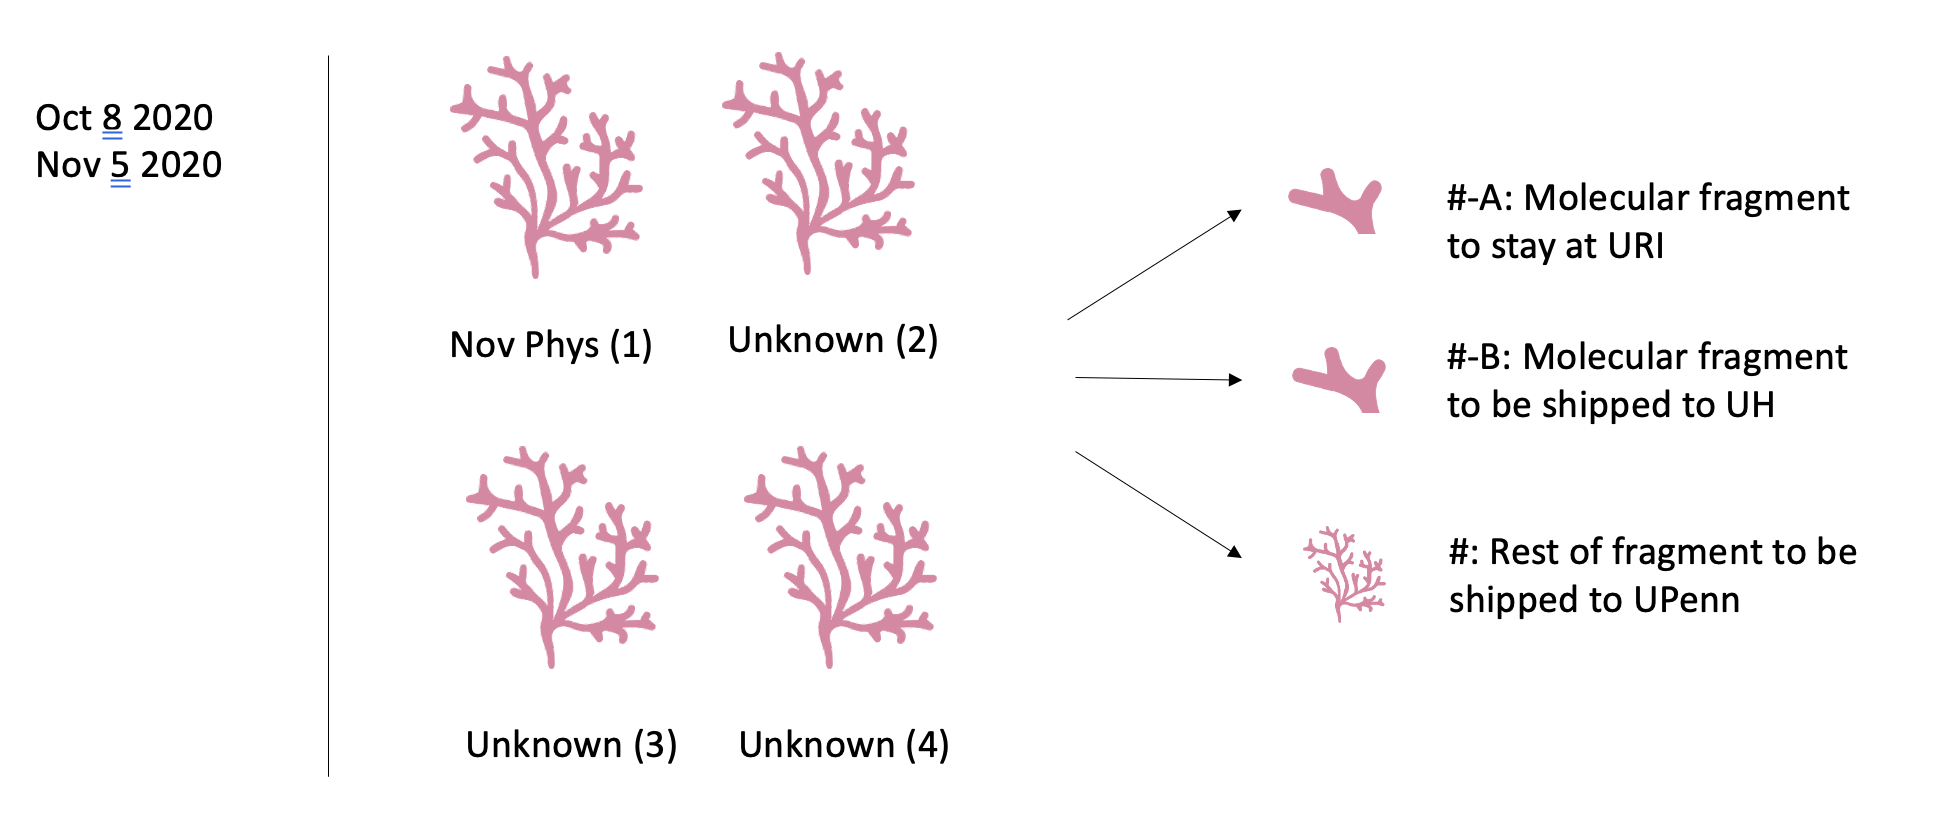 Oct 8 2020
Nov 5 2020
Nov Phys (1)
Unknown (2)
Unknown (3)
Unknown (4)
#-A: Molecular fragment
to stay at URI
#-B: Molecular fragment
to be shipped to UH
#: Rest of fragment to be
shipped to UPenn